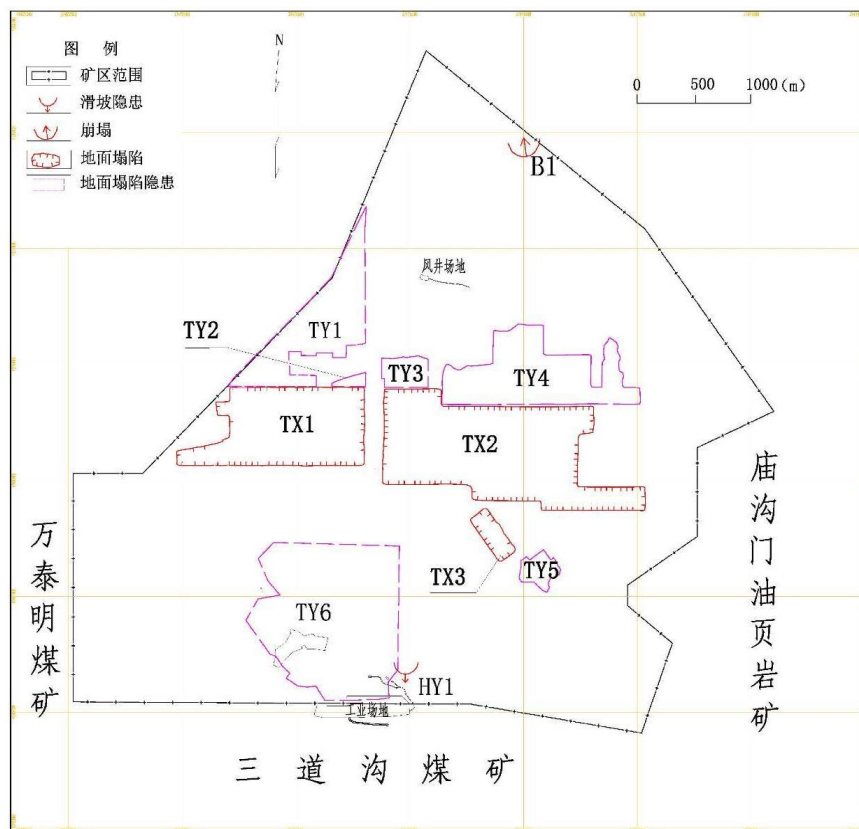 图 例
N
矿区范围
滑坡隐患
崩塌
地面塌陷
地面塌陷隐患
0 500 1000(m)
B1
风井场地
TY1
TY2
TY3
TY4
TX1
TX2
TX3
TY5
TY6
HY1
工业场地
万泰明煤矿
庙沟门油页岩矿
三道沟煤矿